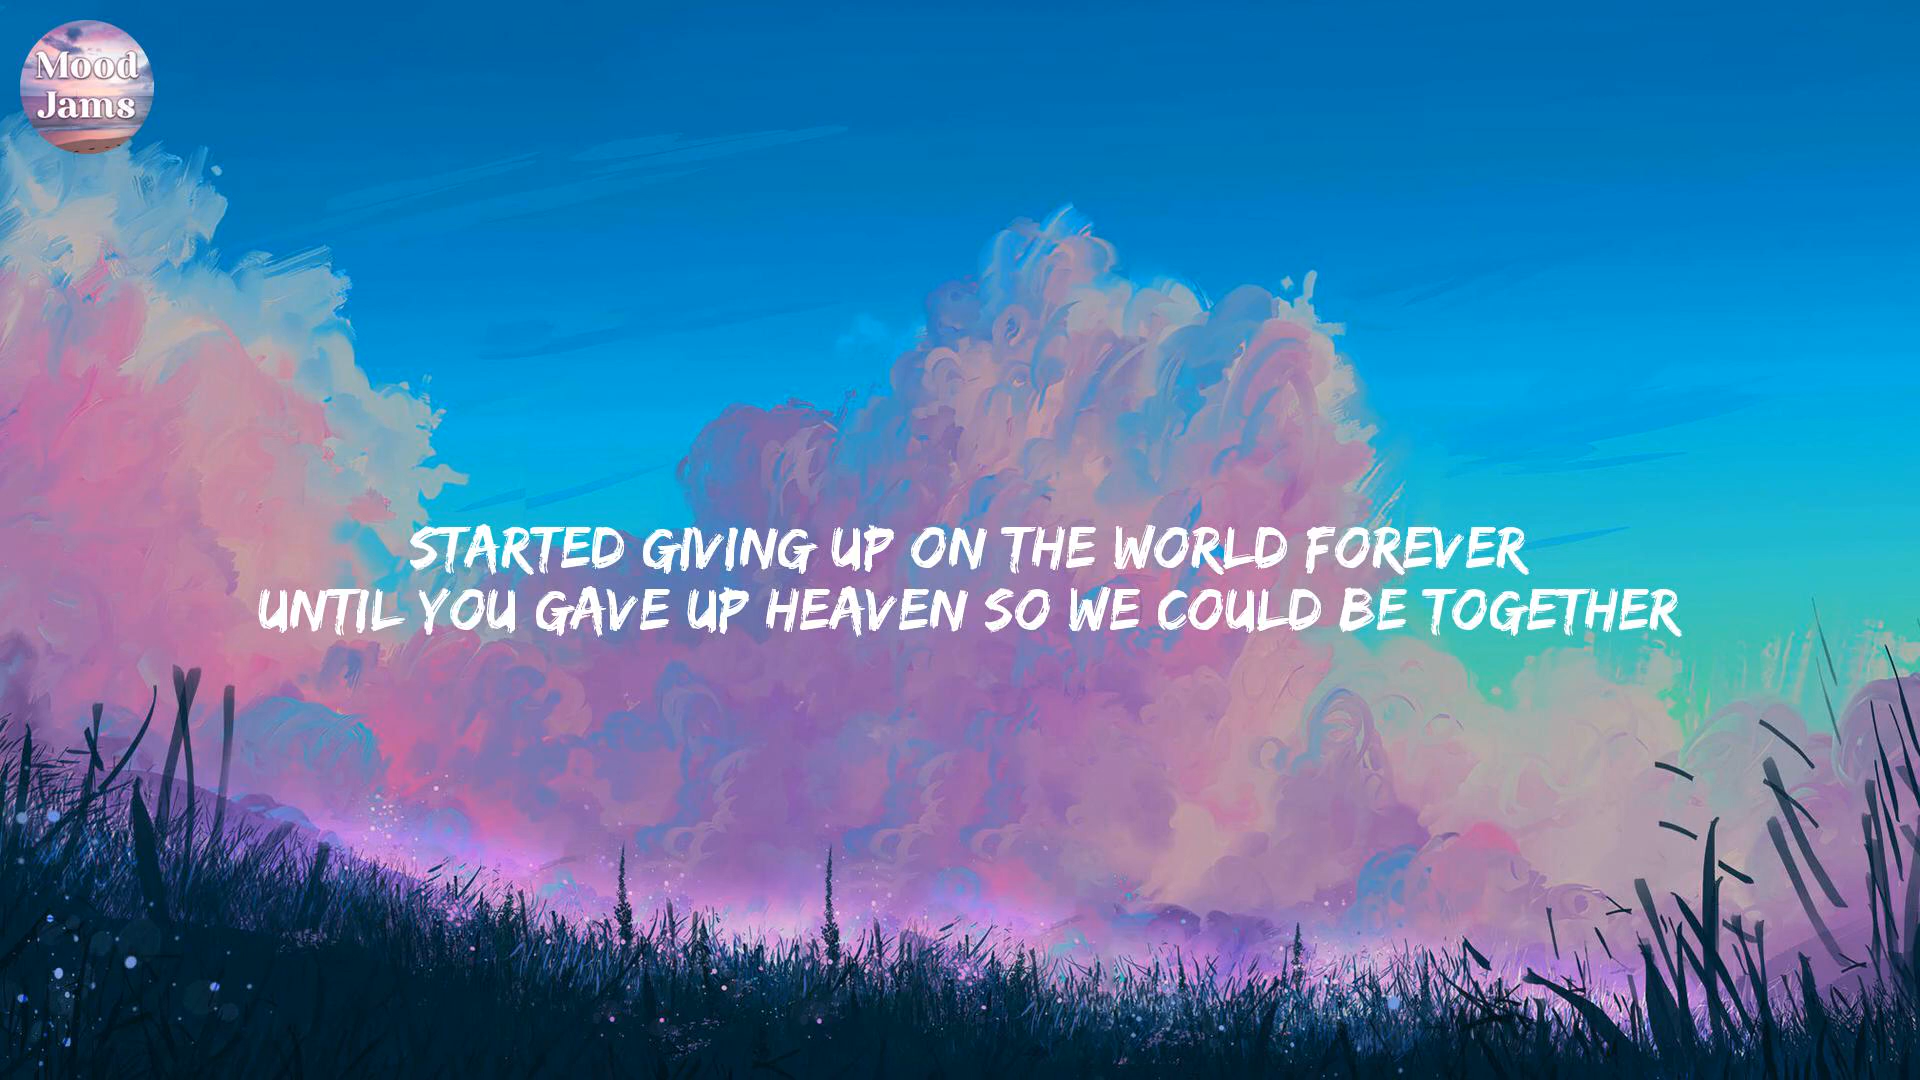 Mood
Jams
STARTED GIVING UP ON THE WORLD FOREVER
UNTIL YOU GAVE UP HEAVEN SO WE COULD BE TOGETHER